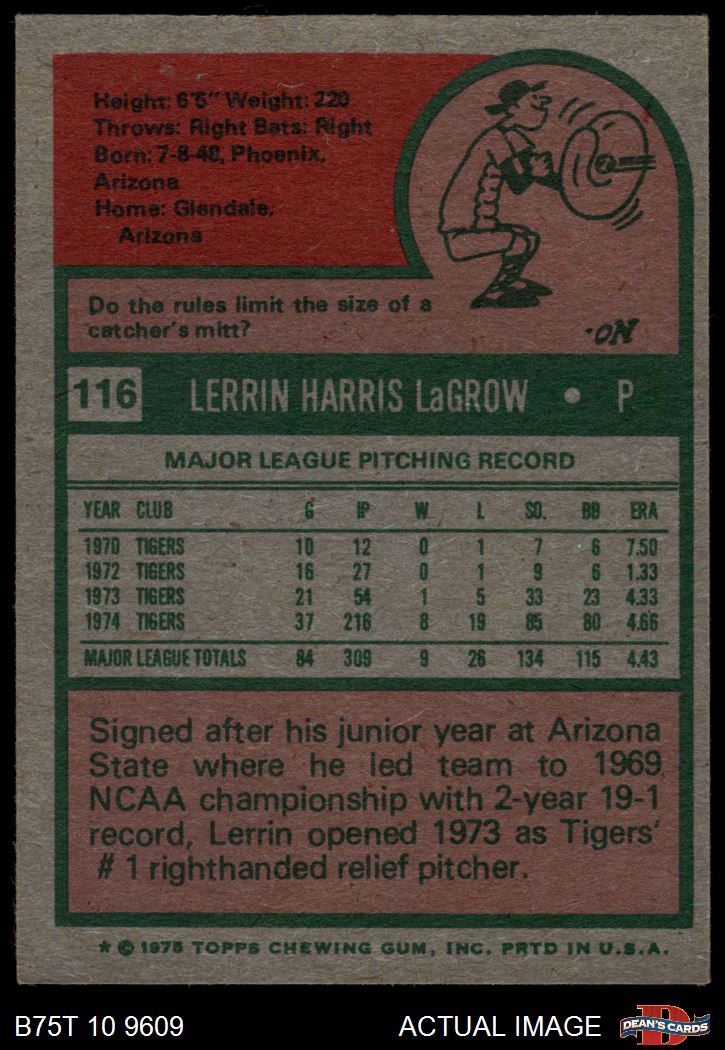 Height: 6'5" Weight: 220
Throws: Right Bats: Right
Born: 7-8-48, Phoenix,
Arizona
Home: Glendale,
Arizona
Do the rules limit the size of a
catcher's mitt?
.ON
116 LERRIN HARRIS LaGROW • P
MAJOR LEAGUE PITCHING RECORD
YEAR CLUB G IP W L SO. BB ERA
1970 TIGERS 10 12 0 1 7 6 7.50
1972 TIGERS 16 27 0 1 9 6 1.33
1973 TIGERS 21 54 1 5 33 23 4.33
1974 TIGERS 37 216 8 19 85 80 4.66
MAJOR LEAGUE TOTALS 84 309 9 26 134 115 4.43
Signed after his junior year at Arizona
State where he led team to 1969
NCAA championship with 2-year 19-1
record, Lerrin opened 1973 as Tigers'
# 1 righthanded relief pitcher.
* © 1975 TOPPS CHEWING GUM, INC. PRTD IN U.S.A.
B75T 10 9609 ACTUAL IMAGE D DEAN'S CARDS